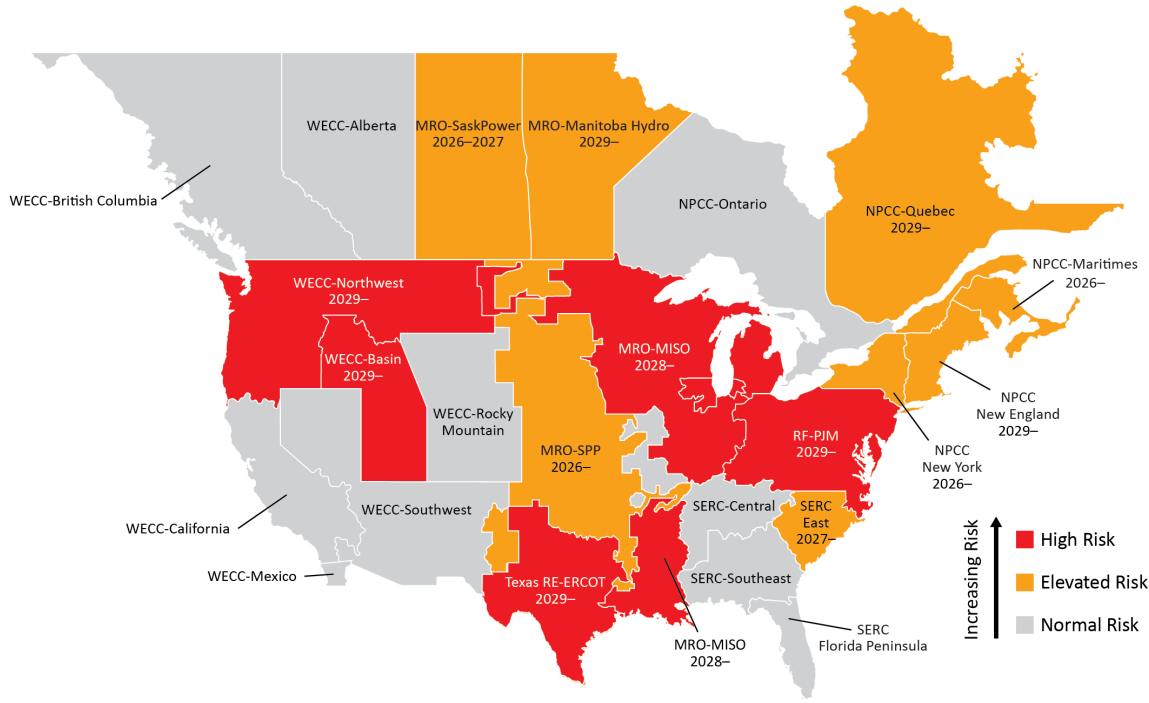 WECC-Alberta
MRO-SaskPower
2026–2027
MRO-Manitoba Hydro
2029–
WECC-British Columbia
NPCC-Ontario
NPCC-Quebec
2029–
NPCC-Maritimes
2026–
WECC-Northwest
2029–
WECC-Basin
2029–
MRO-MISO
2028–
WECC-Rocky
Mountain
NPCC
New England
2029–
RF-PJM
2029–
MRO-SPP
2026–
NPCC
New York
2026–
WECC-California
WECC-Southwest
SERC-Central
SERC
East
2027–
WECC-Mexico
Texas RE-ERCOT
2029–
SERC-Southeast
MRO-MISO
2028–
SERC
Florida Peninsula
Increasing Risk
High Risk
Elevated Risk
Normal Risk